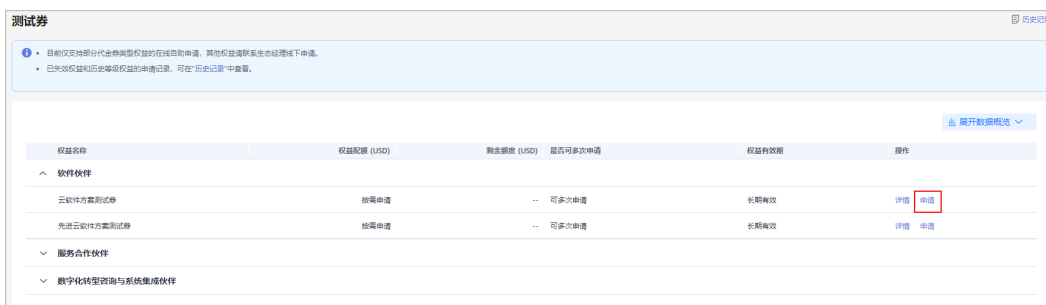 测试券
历史记
• 目前仅支持部分代金券类型权益的在线自助申请，其他权益请联系生态经理线下申请。
• 已失效权益和历史等级权益的申请记录，可在"历史记录"中查看。
展开数据概览
权益名称 权益配额 (USD) 剩余额度 (USD) 是否可多次申请 权益有效期 操作
软件伙伴
云软件方案测试券 按需申请 -- 可多次申请 长期有效 详情 申请
先进云软件方案测试券 按需申请 -- 可多次申请 长期有效 详情 申请
服务合作伙伴
数字化转型咨询与系统集成伙伴